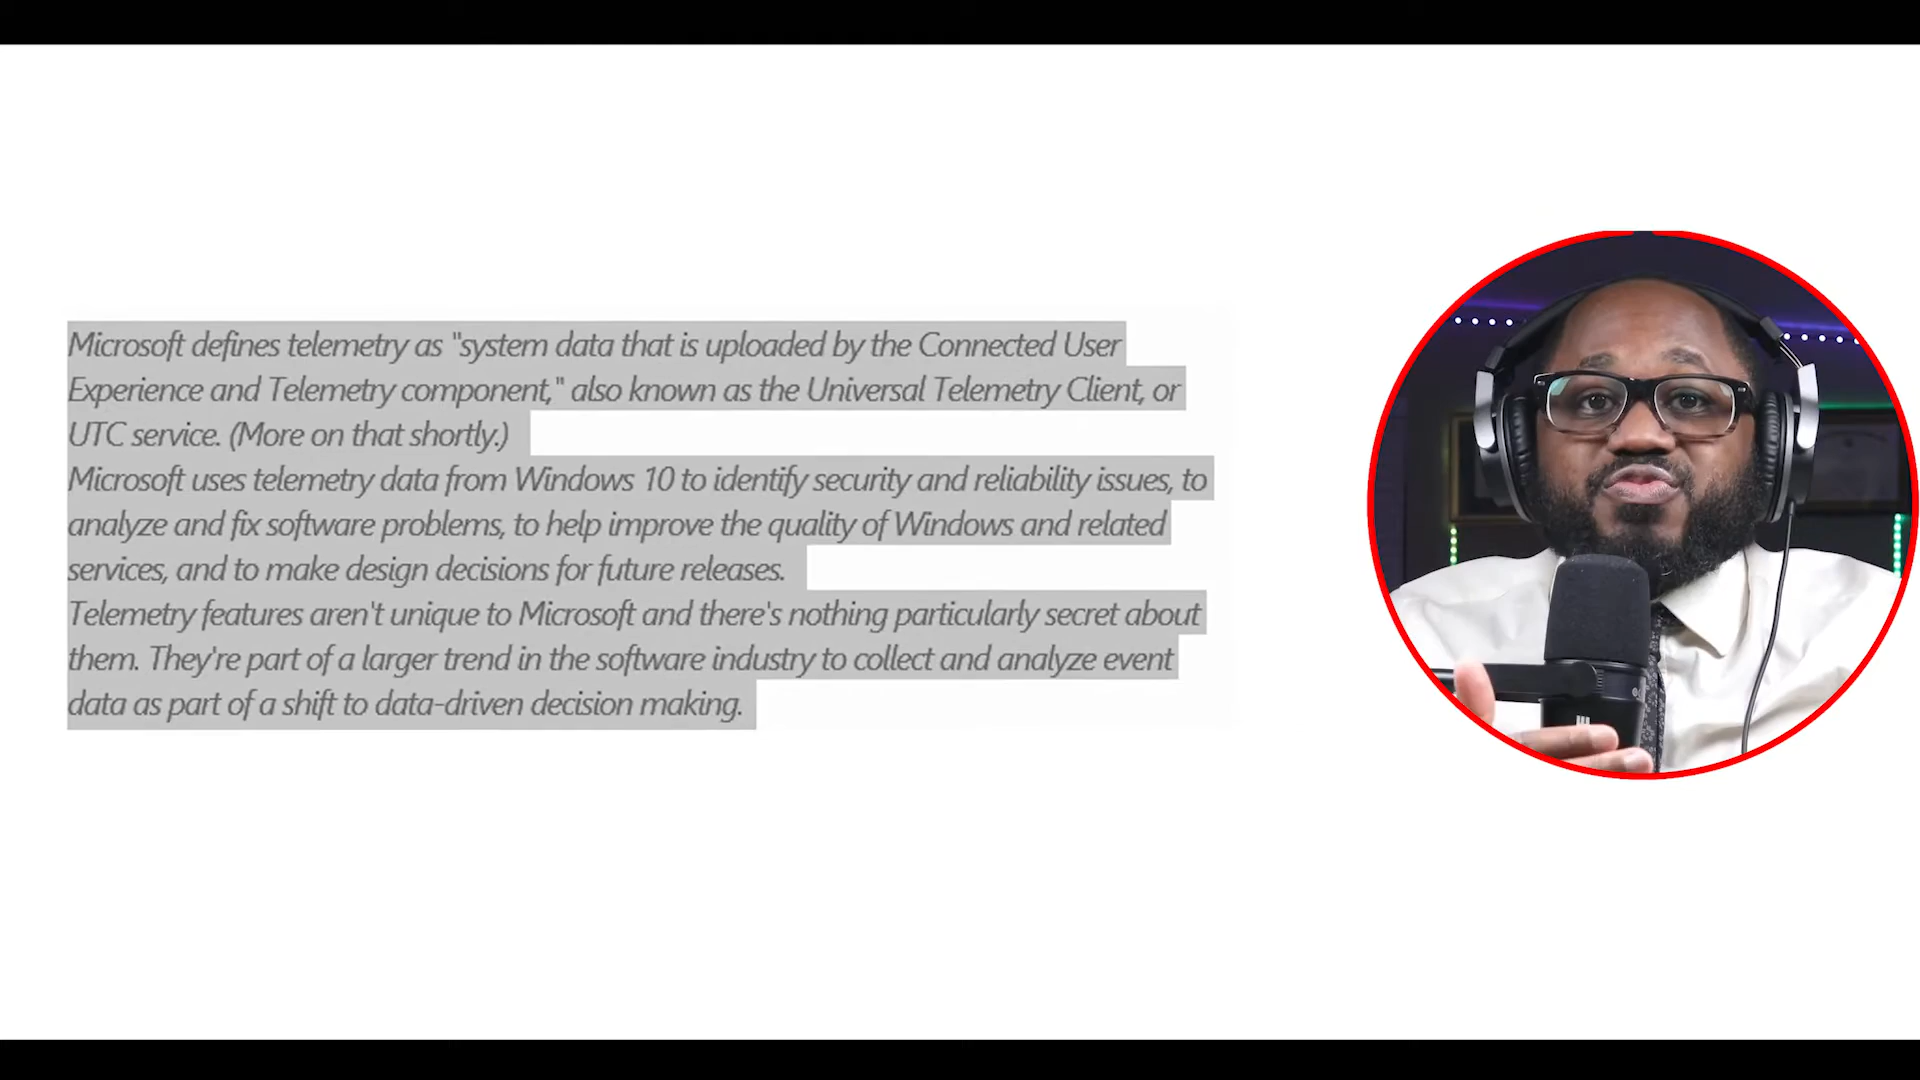 Microsoft defines telemetry as "system data that is uploaded by the Connected User
Experience and Telemetry component," also known as the Universal Telemetry Client, or
UTC service. (More on that shortly.)
Microsoft uses telemetry data from Windows 10 to identify security and reliability issues, to
analyze and fix software problems, to help improve the quality of Windows and related
services, and to make design decisions for future releases.
Telemetry features aren't unique to Microsoft and there's nothing particularly secret about
them. They're part of a larger trend in the software industry to collect and analyze event
data as part of a shift to data-driven decision making.